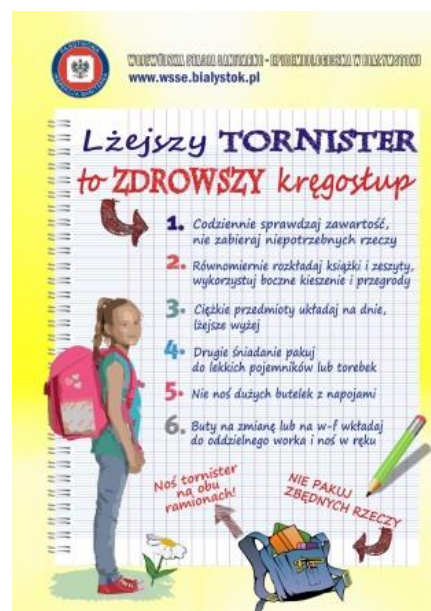 WOJEWÓDZKA STACJA SANITARNO - EPIDEMIOLOGICZNA W BIAŁYMSTOKU
www.wsse.bialystok.pl
Lżejszy TORNISTER
to ZDROWSZY kręgosłup
1. Codziennie sprawdzaj zawartość,
nie zabieraj niepotrzebnych rzeczy
2. Równomiernie rozkładaj książki i zeszyty,
wykorzystuj boczne kieszenie i przegrody
3. Ciężkie przedmioty układaj na dnie,
lżejsze wyżej
4. Drugie śniadanie pakuj
do lekkich pojemników lub torebek
5. Nie noś dużych butelek z napojami
6. Buty na zmianę lub na w-f wkładaj
do oddzielnego worka i noś w ręku
Noś tornister
na obu
ramionach!
NIE PAKUJ
ZBĘDNYCH RZECZY